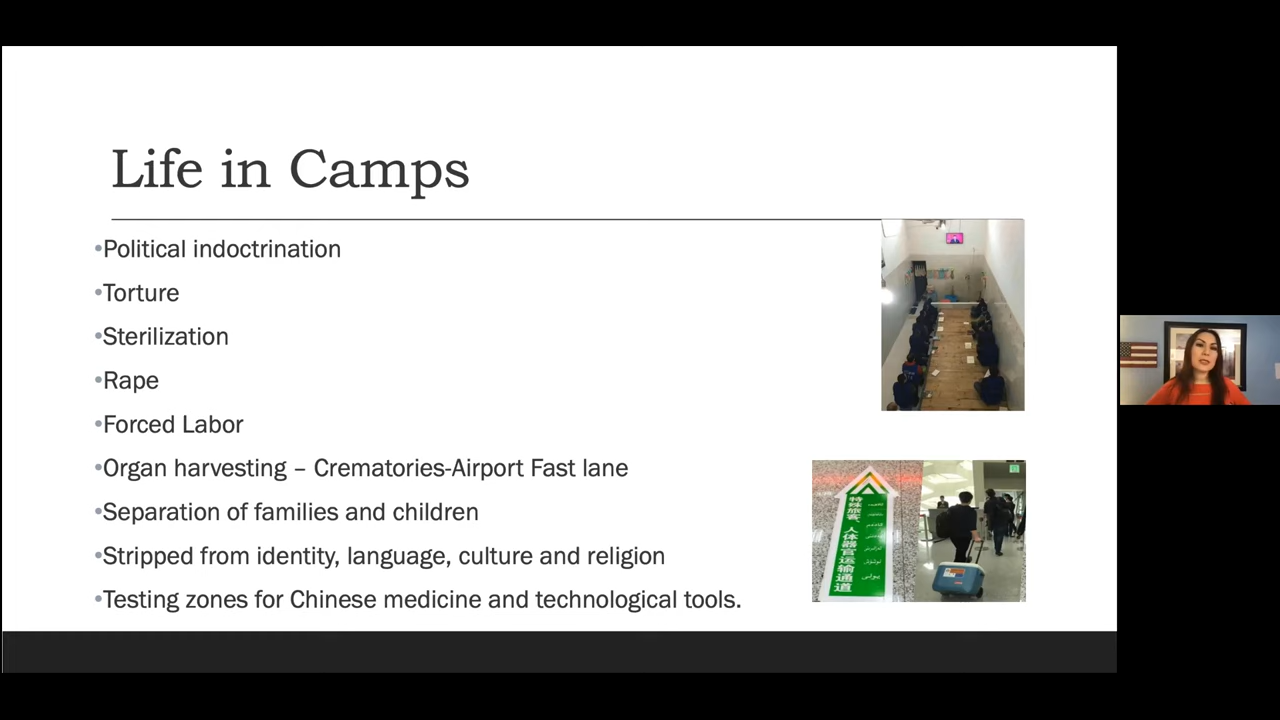 Life in Camps
•Political indoctrination
•Torture
•Sterilization
•Rape
•Forced Labor
•Organ harvesting – Crematories-Airport Fast lane
•Separation of families and children
•Stripped from identity, language, culture and religion
•Testing zones for Chinese medicine and technological tools.
特殊旅客、人体器官运输通道